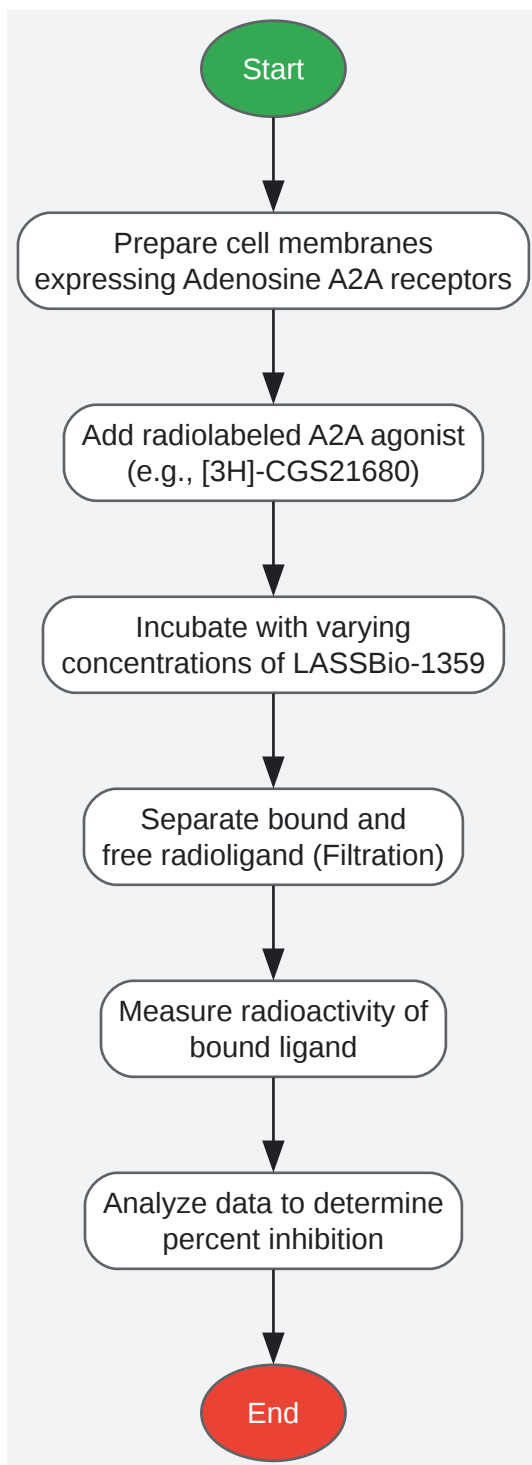 Start
Prepare cell membranes
expressing Adenosine A2A receptors
Add radiolabeled A2A agonist
(e.g., [3H]-CGS21680)
Incubate with varying
concentrations of LASSBio-1359
Separate bound and
free radioligand (Filtration)
Measure radioactivity of
bound ligand
Analyze data to determine
percent inhibition
End